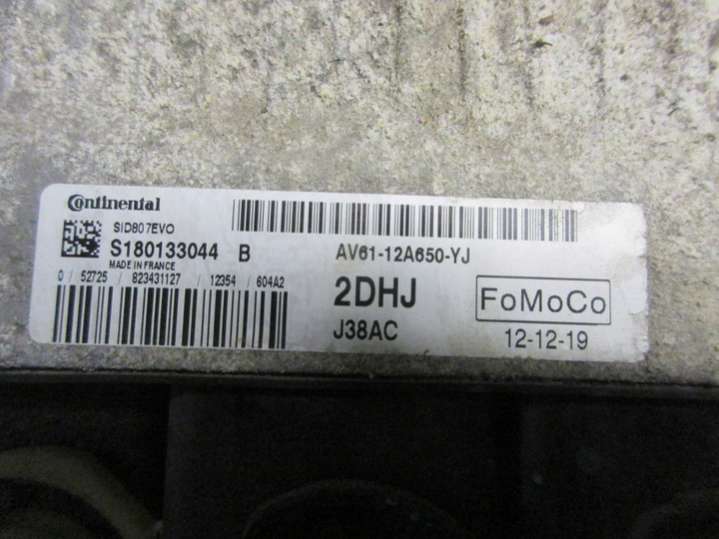 Continental
SID807EVO
S180133044 B
MADE IN FRANCE
0 / 52725 / 823431127 / 12354 / 604A2
AV61-12A650-YJ
2DHJ
J38AC
FoMoCo
12-12-19